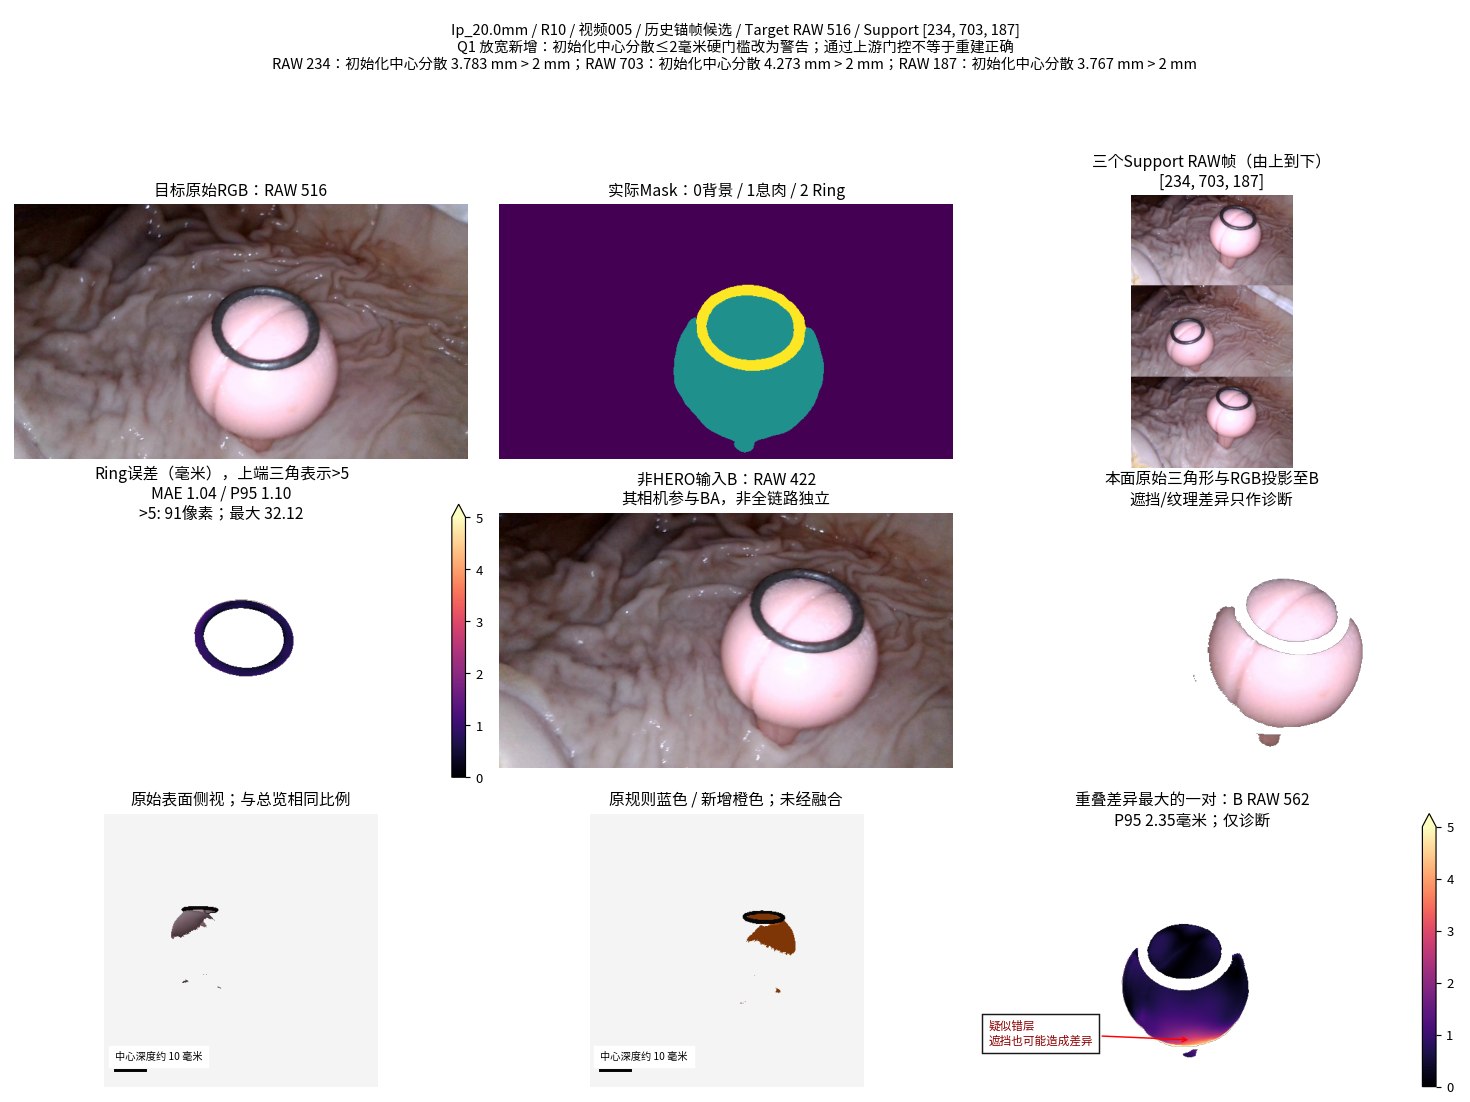 Ip_20.0mm / R10 / 视频005 / 历史锚帧候选 / Target RAW 516 / Support [234, 703, 187]
Q1 放宽新增：初始化中心分散≤2毫米硬门槛改为警告；通过上游门控不等于重建正确
RAW 234：初始化中心分散 3.783 mm > 2 mm；RAW 703：初始化中心分散 4.273 mm > 2 mm；RAW 187：初始化中心分散 3.767 mm > 2 mm
目标原始RGB：RAW 516
实际Mask：0背景 / 1息肉 / 2 Ring
三个Support RAW帧（由上到下）
[234, 703, 187]
Ring误差（毫米），上端三角表示>5
MAE 1.04 / P95 1.10
>5: 91像素；最大 32.12
5
4
3
2
1
0
非HERO输入B：RAW 422
其相机参与BA，非全链路独立
本面原始三角形与RGB投影至B
遮挡/纹理差异只作诊断
原始表面侧视；与总览相同比例
中心深度约 10 毫米
原规则蓝色 / 新增橙色；未经融合
中心深度约 10 毫米
重叠差异最大的一对：B RAW 562
P95 2.35毫米；仅诊断
疑似错层
遮挡也可能造成差异
5
4
3
2
1
0